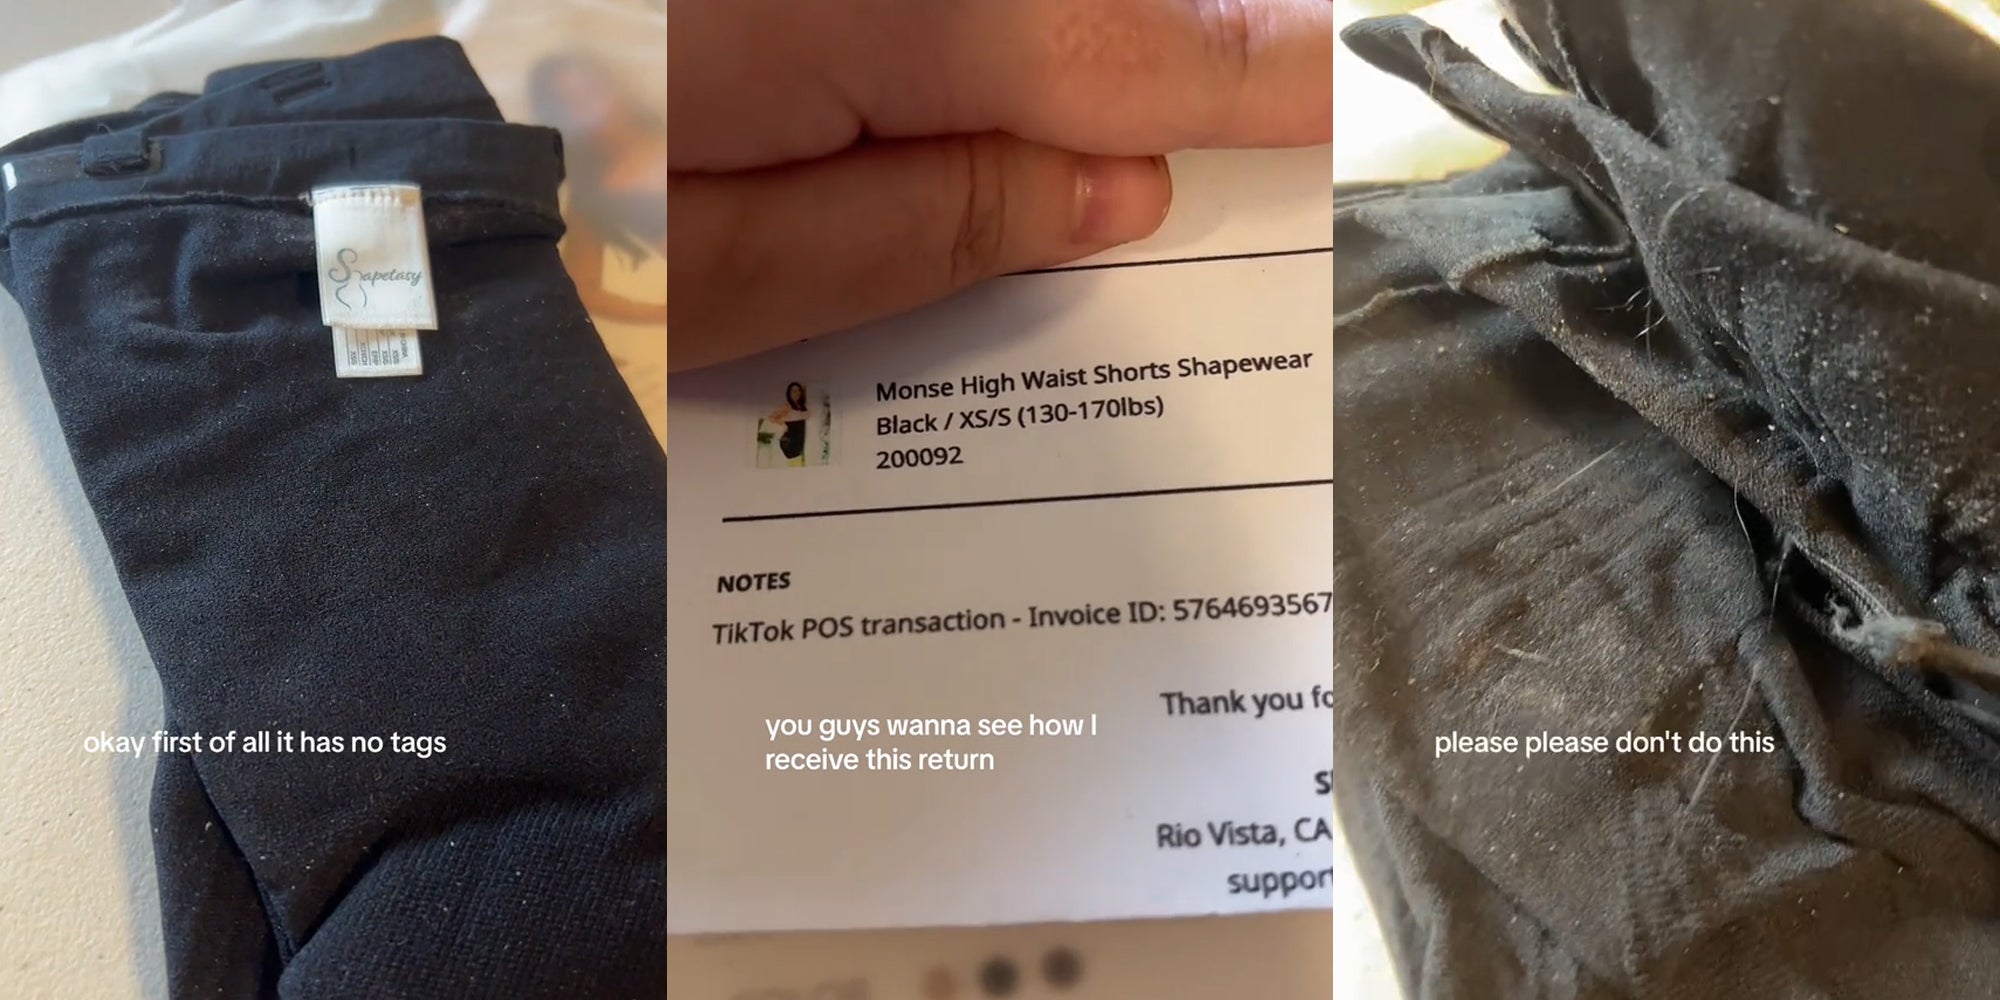 Shapetasy
okay first of all it has no tags
Monse High Waist Shorts Shapewear
Black / XS/S (130-170lbs)
200092
NOTES
TikTok POS transaction - Invoice ID: 5764693567
Thank you fo
you guys wanna see how I
receive this return
S
Rio Vista, CA
support
please please don't do this